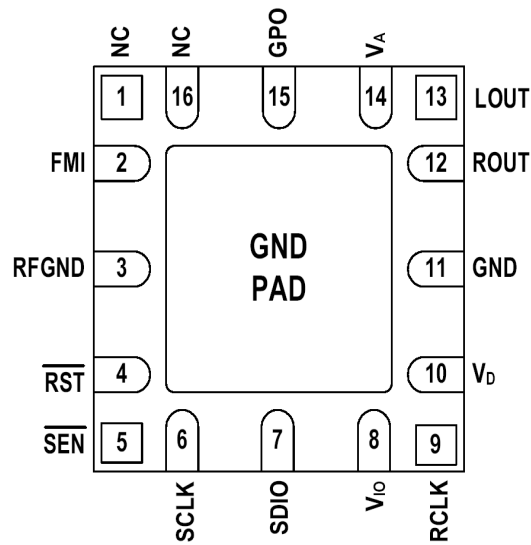 NC
NC
GPO
VA
1
16
15
14
13
LOUT
FMI
2
12
ROUT
GND
PAD
RFGND
3
11
GND
RST
4
10
VD
SEN
5
6
7
8
9
SCLK
SDIO
VIO
RCLK